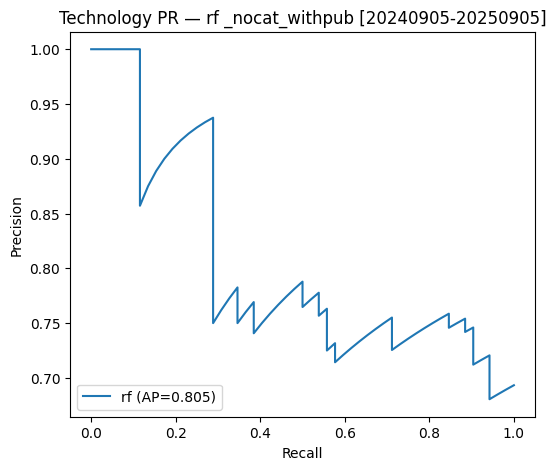 Technology PR — rf _nocat_withpub [20240905-20250905]
1.00
0.95
0.90
0.85
0.80
0.75
0.70
Precision
rf (AP=0.805)
0.0 0.2 0.4 0.6 0.8 1.0
Recall